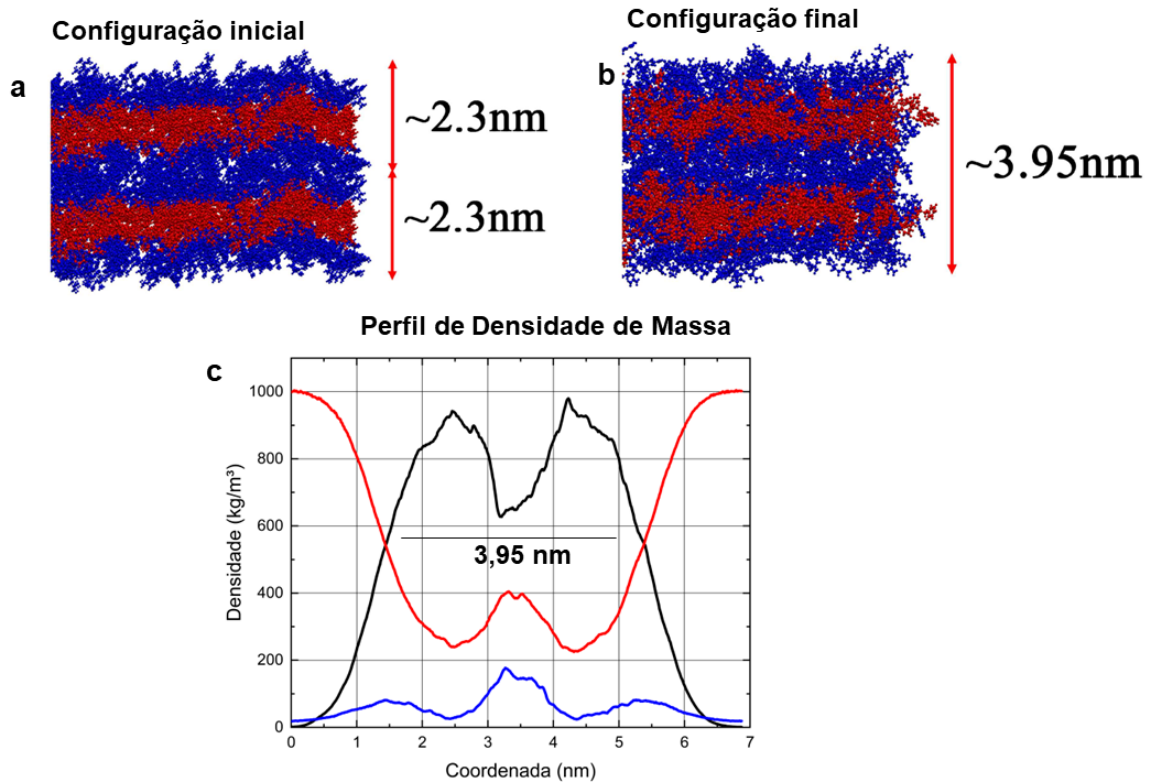 Configuração inicial
Configuração final
a
b
~2.3nm
~2.3nm
~3.95nm
Perfil de Densidade de Massa
c
1000
800
600
400
200
0
Densidade (kg/m³)
3,95 nm
0 1 2 3 4 5 6 7
Coordenada (nm)